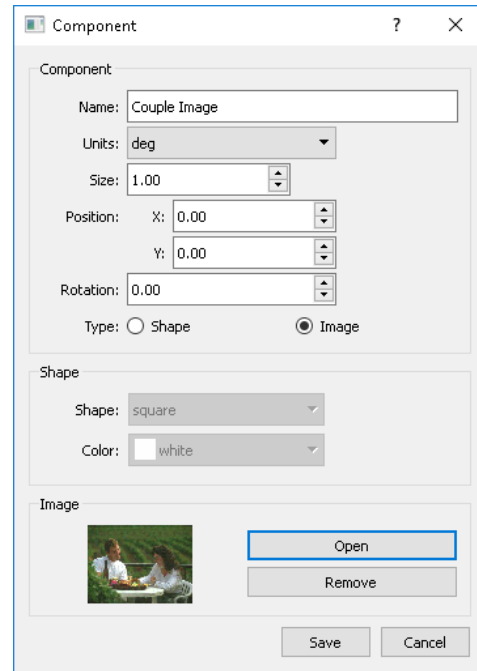 Component ? ×
Component
Name: Couple Image
Units: deg
Size: 1.00
Position: X: 0.00
Y: 0.00
Rotation: 0.00
Type: Shape Image
Shape
Shape: square
Color: white
Image
Open
Remove
Save Cancel